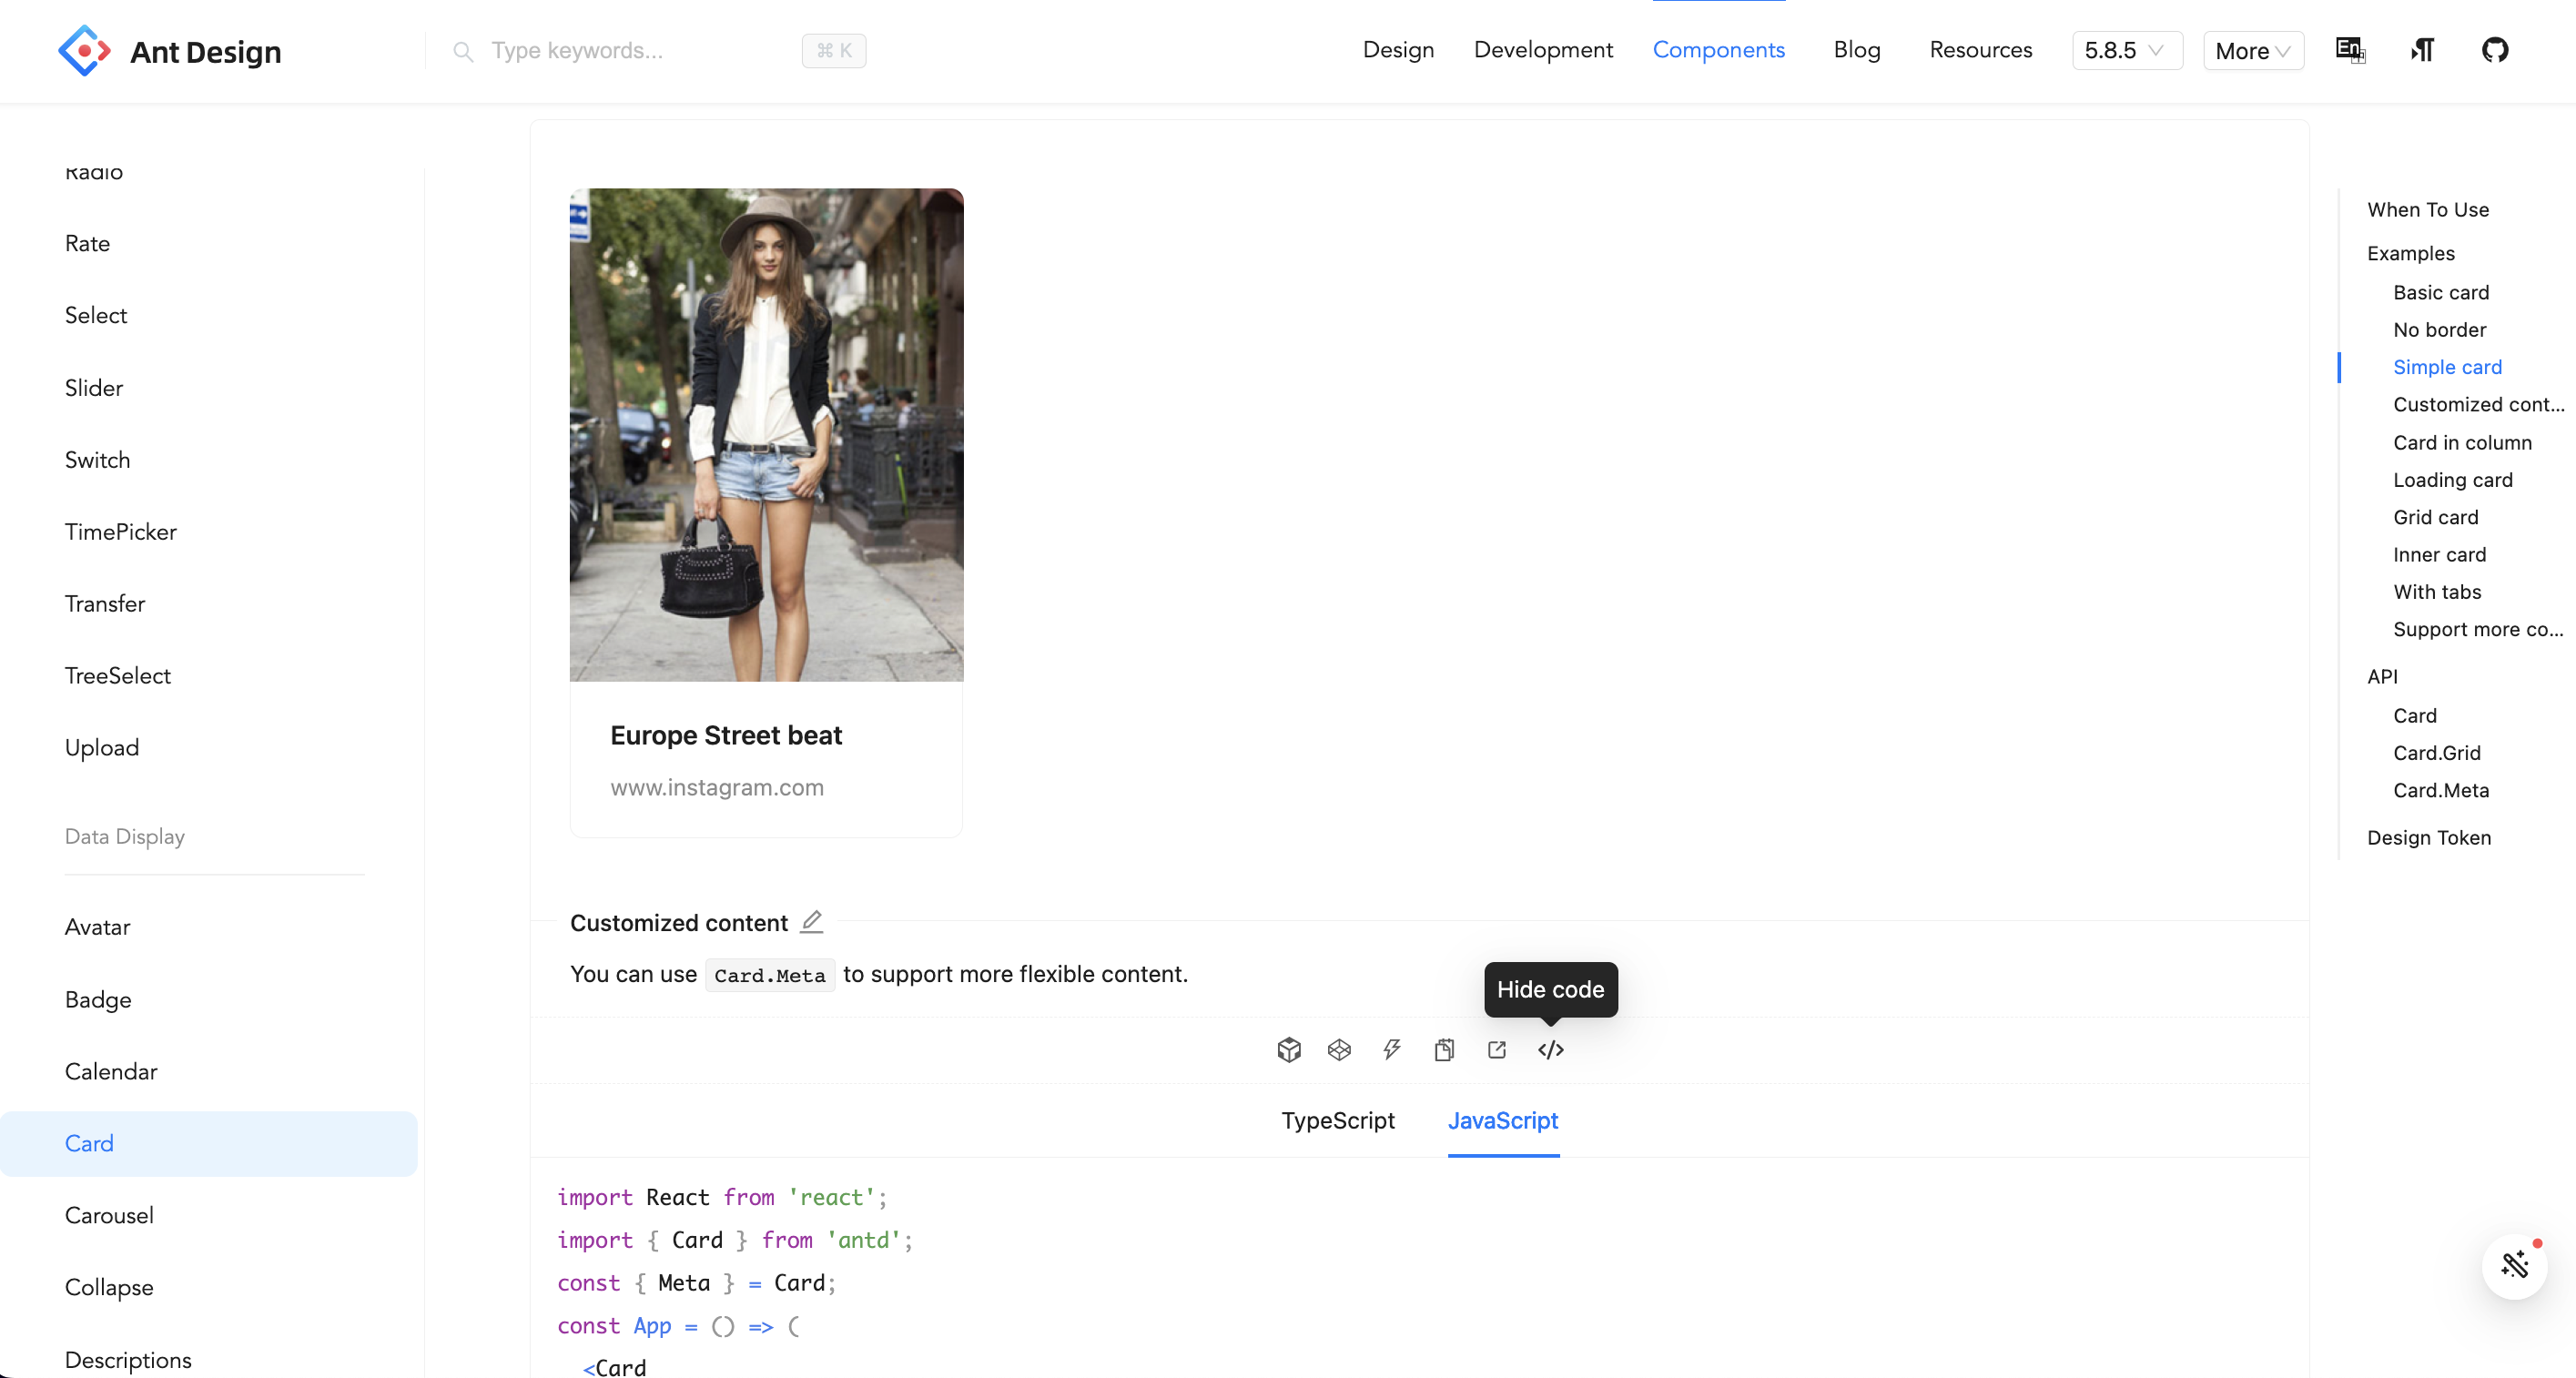 Ant Design
Type keywords...
⌘ K
Design
Development
Components
Blog
Resources
5.8.5
More
En
Radio
Rate
Select
Slider
Switch
TimePicker
Transfer
TreeSelect
Upload
Data Display
Avatar
Badge
Calendar
Card
Carousel
Collapse
Descriptions
Europe Street beat
www.instagram.com
Customized content
You can use Card.Meta to support more flexible content.
Hide code
</>
TypeScript
JavaScript
import React from 'react';
import { Card } from 'antd';
const { Meta } = Card;
const App = () => (
<Card
When To Use
Examples
Basic card
No border
Simple card
Customized cont...
Card in column
Loading card
Grid card
Inner card
With tabs
Support more co...
API
Card
Card.Grid
Card.Meta
Design Token